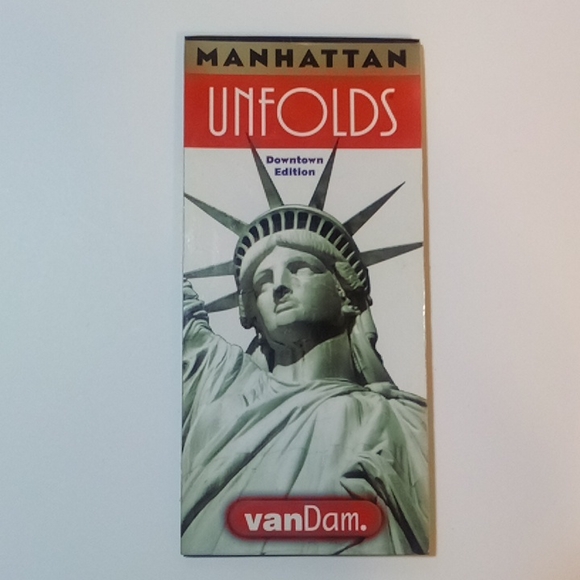 MANHATTAN
UNFOLDS
Downtown
Edition
vanDam.